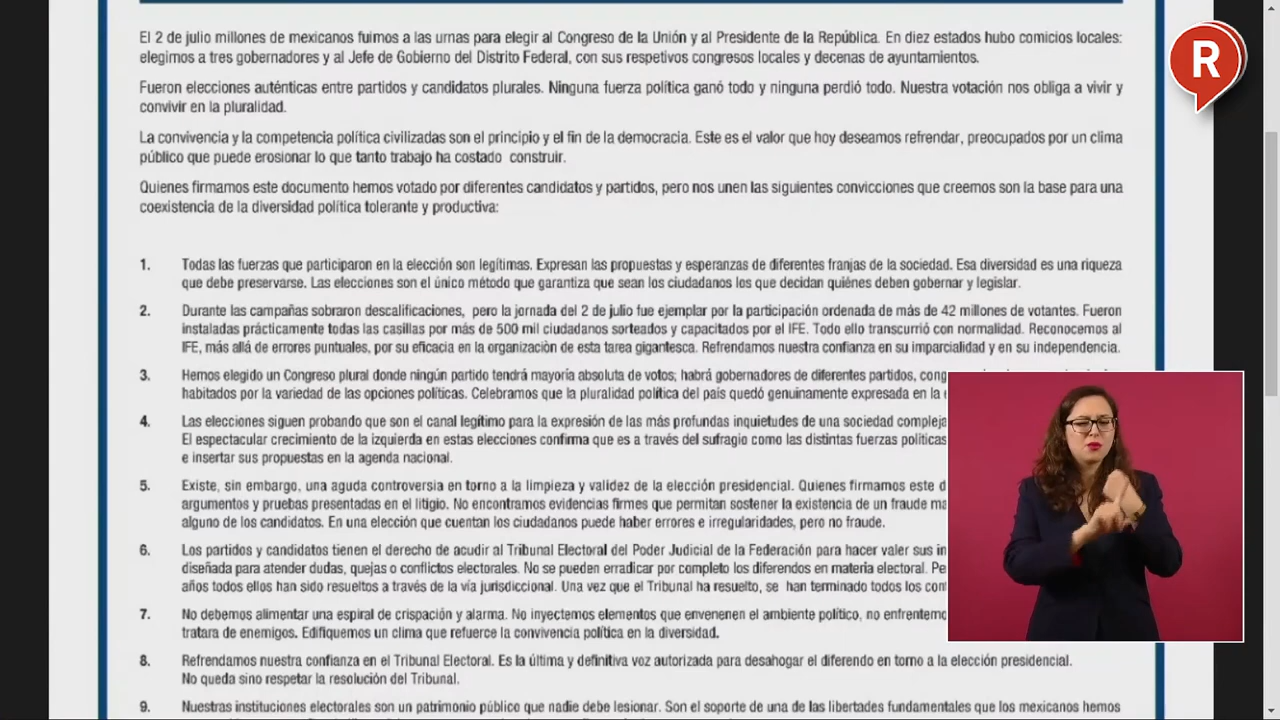 El 2 de julio millones de mexicanos fuimos a las urnas para elegir al Congreso de la Unión y al Presidente de la República. En diez estados hubo comicios locales:
elegimos a tres gobernadores y al Jefe de Gobierno del Distrito Federal, con sus respetivos congresos locales y decenas de ayuntamientos.
Fueron elecciones auténticas entre partidos y candidatos plurales. Ninguna fuerza política ganó todo y ninguna perdió todo. Nuestra votación nos obliga a vivir y
convivir en la pluralidad.
La convivencia y la competencia política civilizadas son el principio y el fin de la democracia. Este es el valor que hoy deseamos refrendar, preocupados por un clima
público que puede erosionar lo que tanto trabajo ha costado construir.
Quienes firmamos este documento hemos votado por diferentes candidatos y partidos, pero nos unen las siguientes convicciones que creemos son la base para una
coexistencia de la diversidad política tolerante y productiva:
1. Todas las fuerzas que participaron en la elección son legítimas. Expresan las propuestas y esperanzas de diferentes franjas de la sociedad. Esa diversidad es una riqueza
que debe preservarse. Las elecciones son el único método que garantiza que sean los ciudadanos los que decidan quiénes deben gobernar y legislar.
2. Durante las campañas sobraron descalificaciones, pero la jornada del 2 de julio fue ejemplar por la participación ordenada de más de 42 millones de votantes. Fueron
instaladas prácticamente todas las casillas por más de 500 mil ciudadanos sorteados y capacitados por el IFE. Todo ello transcurrió con normalidad. Reconocemos al
IFE, más allá de errores puntuales, por su eficacia en la organización de esta tarea gigantesca. Refrendamos nuestra confianza en su imparcialidad y en su independencia.
3. Hemos elegido un Congreso plural donde ningún partido tendrá mayoría absoluta de votos; habrá gobernadores de diferentes partidos, cong
habitados por la variedad de las opciones políticas. Celebramos que la pluralidad política del país quedó genuinamente expresada en la
4. Las elecciones siguen probando que son el canal legítimo para la expresión de las más profundas inquietudes de una sociedad compleja
El espectacular crecimiento de la izquierda en estas elecciones confirma que es a través del sufragio como las distintas fuerzas políticas
e insertar sus propuestas en la agenda nacional.
5. Existe, sin embargo, una aguda controversia en torno a la limpieza y validez de la elección presidencial. Quienes firmamos este d
argumentos y pruebas presentadas en el litigio. No encontramos evidencias firmes que permitan sostener la existencia de un fraude ma
alguno de los candidatos. En una elección que cuentan los ciudadanos puede haber errores e irregularidades, pero no fraude.
6. Los partidos y candidatos tienen el derecho de acudir al Tribunal Electoral del Poder Judicial de la Federación para hacer valer sus in
diseñada para atender dudas, quejas o conflictos electorales. No se pueden erradicar por completo los diferendos en materia electoral. Pe
años todos ellos han sido resueltos a través de la vía jurisdiccional. Una vez que el Tribunal ha resuelto, se han terminado todos los con
7. No debemos alimentar una espiral de crispación y alarma. No inyectemos elementos que envenenen el ambiente político, no enfrentemo
tratara de enemigos. Edifiquemos un clima que refuerce la convivencia política en la diversidad.
8. Refrendamos nuestra confianza en el Tribunal Electoral. Es la última y definitiva voz autorizada para desahogar el diferendo en torno a la elección presidencial.
No queda sino respetar la resolución del Tribunal.
9. Nuestras instituciones electorales son un patrimonio público que nadie debe lesionar. Son el soporte de una de las libertades fundamentales que los mexicanos hemos
R